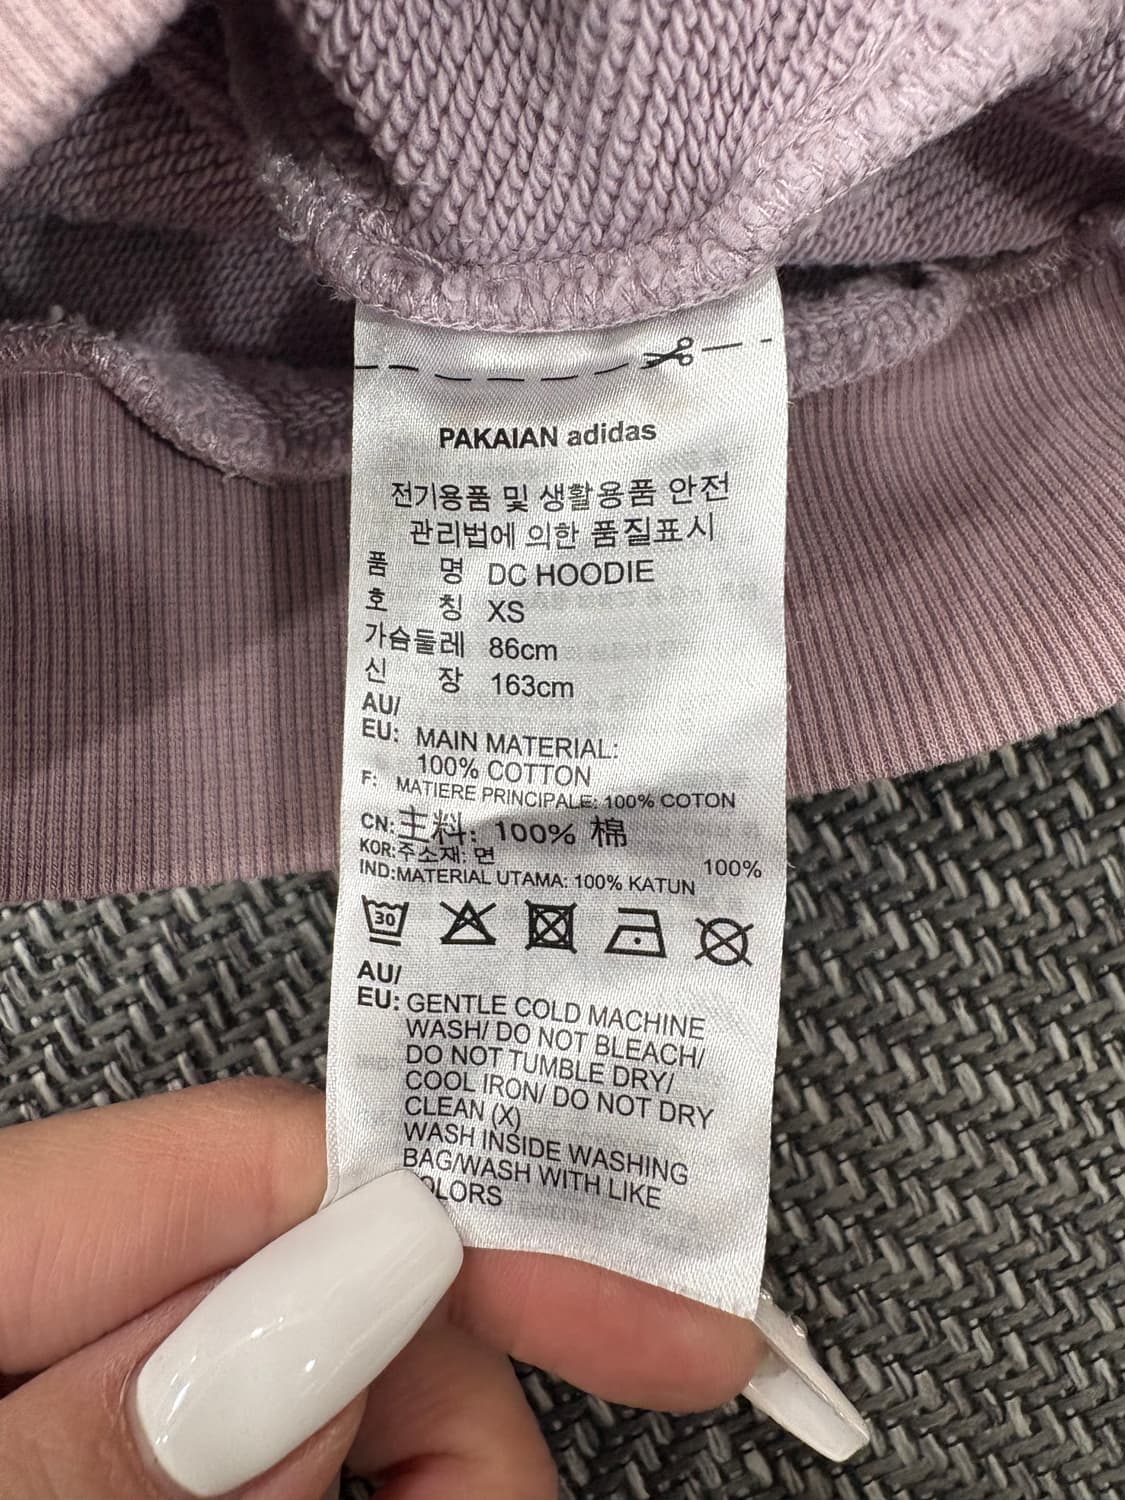 PAKAIAN adidas
전기용품 및 생활용품 안전
관리법에 의한 품질표시
품 명 DC HOODIE
호 칭 XS
가슴둘레 86cm
신 장 163cm
AU/
EU: MAIN MATERIAL:
100% COTTON
F: MATIERE PRINCIPALE: 100% COTON
CN: 主料: 100% 棉
KOR:주소재: 면 100%
IND:MATERIAL UTAMA: 100% KATUN
30
AU/
EU: GENTLE COLD MACHINE
WASH/ DO NOT BLEACH/
DO NOT TUMBLE DRY/
COOL IRON/ DO NOT DRY
CLEAN (X)
WASH INSIDE WASHING
BAG/WASH WITH LIKE
OLORS